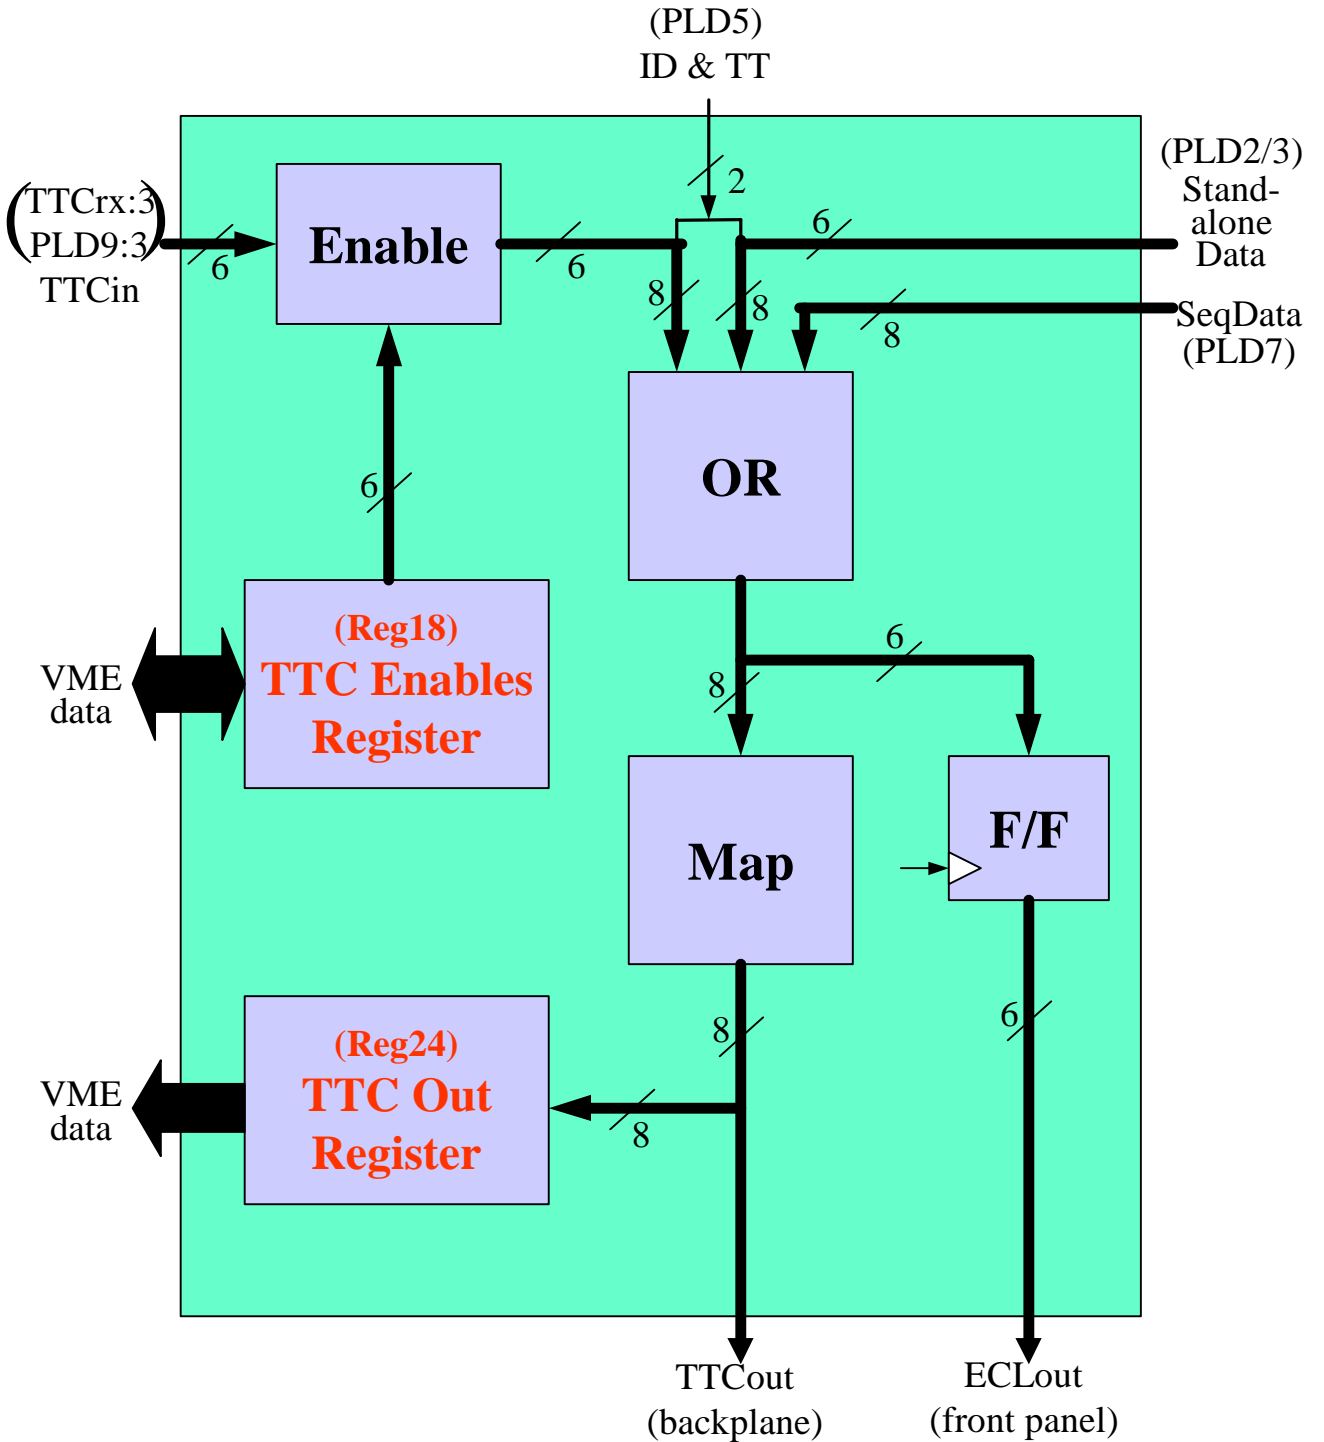 (PLD5)
ID & TT
2
(PLD2/3)
Stand-
alone
Data
(TTCrx:3)
(PLD9:3)
TTCin
6
Enable
6
6
8
8
8
SeqData
(PLD7)
OR
6
(Reg18)
TTC Enables
Register
VME
data
6
8
Map
F/F
(Reg24)
TTC Out
Register
VME
data
8
8
6
TTCout
(backplane)
ECLout
(front panel)